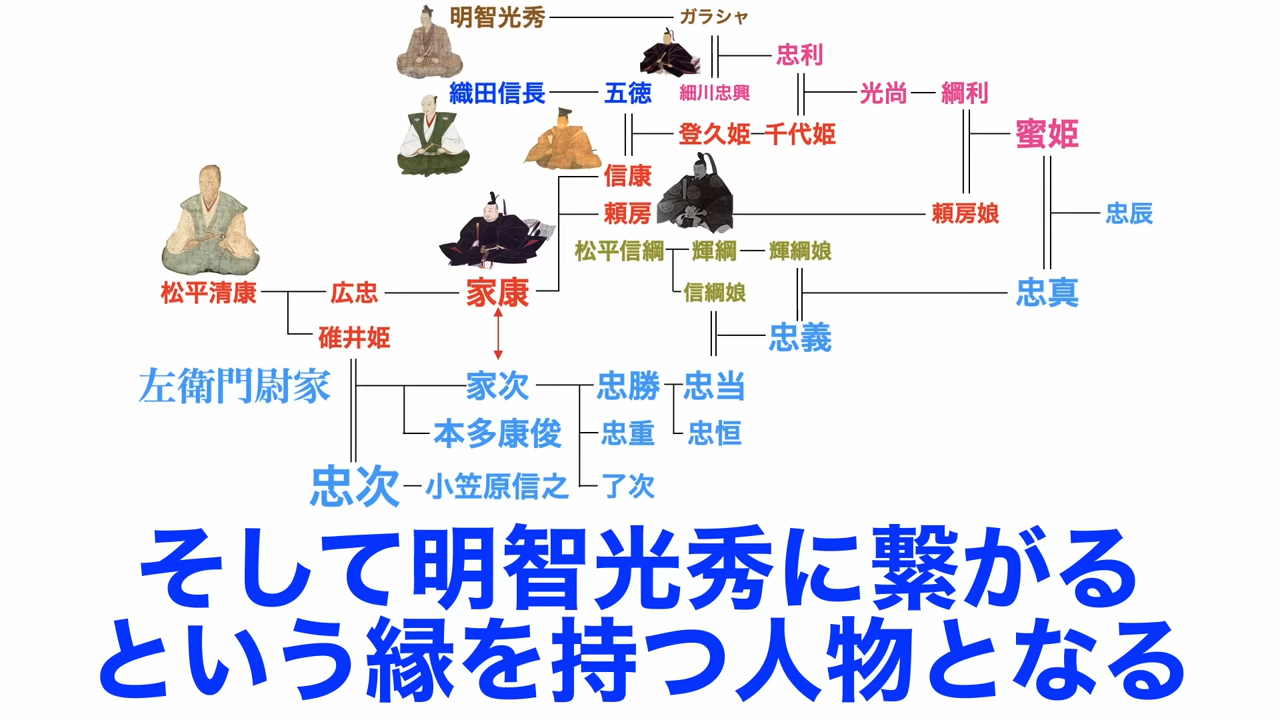 明智光秀 ガラシャ
忠利
織田信長 五徳 細川忠興 光尚 綱利
登久姫 千代姫 蜜姫
信康
頼房 頼房娘 忠辰
松平信綱 輝綱 輝綱娘
松平清康 広忠 家康 信綱娘 忠真
碓井姫 忠義
左衛門尉家 家次 忠勝 忠当
本多康俊 忠重 忠恒
忠次 小笠原信之 了次
そして明智光秀に繋がる
という縁を持つ人物となる